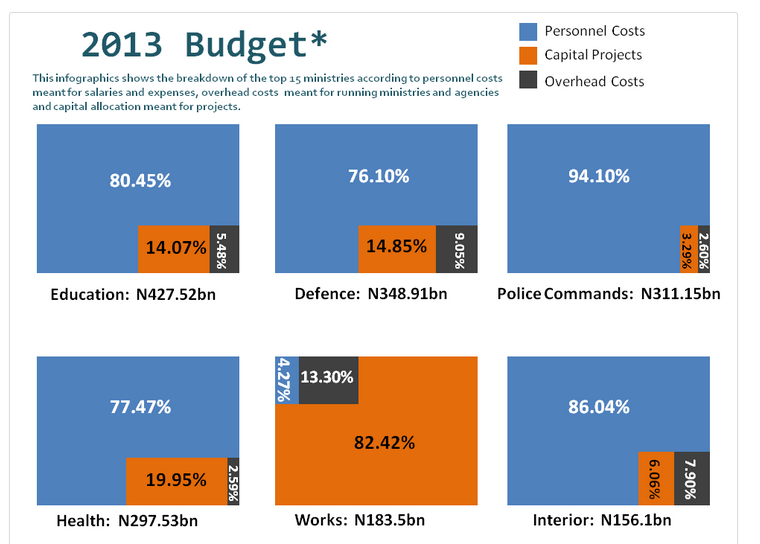 2013 Budget*
This infographics shows the breakdown of the top 15 ministries according to personnel costs
meant for salaries and expenses, overhead costs meant for running ministries and agencies
and capital allocation meant for projects.
Personnel Costs
Capital Projects
Overhead Costs
80.45%
14.07%
5.48%
Education: N427.52bn
76.10%
14.85%
9.05%
Defence: N348.91bn
94.10%
3.29%
2.60%
Police Commands: N311.15bn
77.47%
19.95%
2.59%
Health: N297.53bn
4.27%
13.30%
82.42%
Works: N183.5bn
86.04%
6.06%
7.90%
Interior: N156.1bn